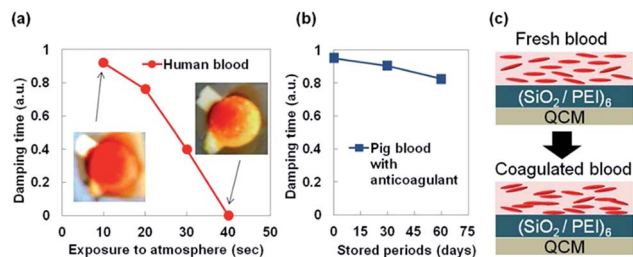 (a)
Damping time (a.u.)
1
0.8
0.6
0.4
0.2
0
Human blood
0 10 20 30 40 50
Exposure to atmosphere (sec)
(b)
Damping time (a.u.)
1
0.8
0.6
0.4
0.2
0
Pig blood
with
anticoagulant
0 15 30 45 60 75
Stored periods (days)
(c)
Fresh blood
(SiO₂ / PEI)₆
QCM
Coagulated blood
(SiO₂ / PEI)₆
QCM